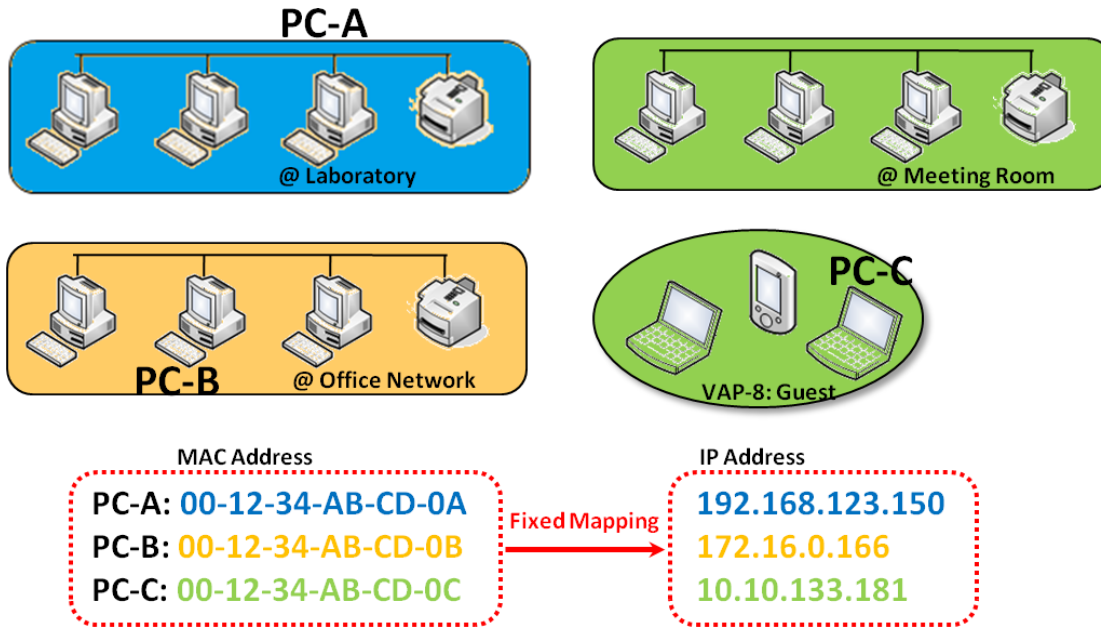 PC-A
@ Laboratory
@ Meeting Room
PC-B
@ Office Network
PC-C
VAP-8: Guest
MAC Address
PC-A: 00-12-34-AB-CD-0A
PC-B: 00-12-34-AB-CD-0B
PC-C: 00-12-34-AB-CD-0C
Fixed Mapping
IP Address
192.168.123.150
172.16.0.166
10.10.133.181